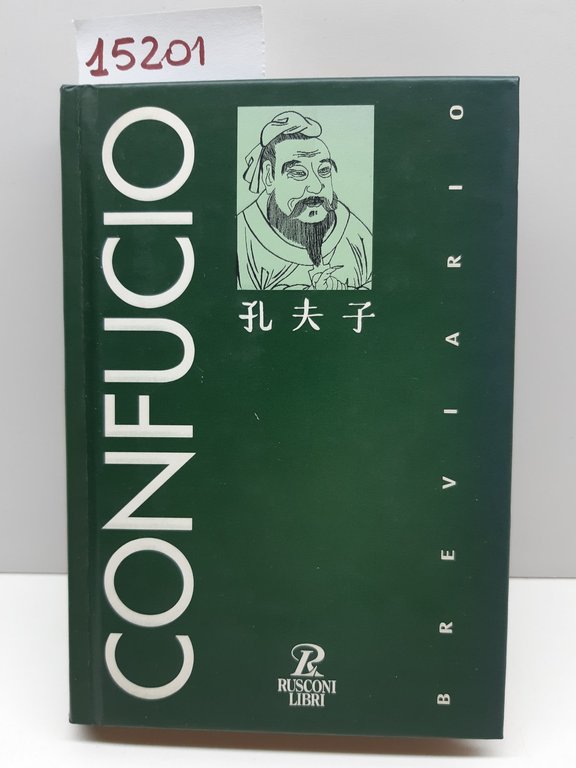 15201
CONFUCIO
孔夫子
BREVIARIO
RUSCONI
LIBRI